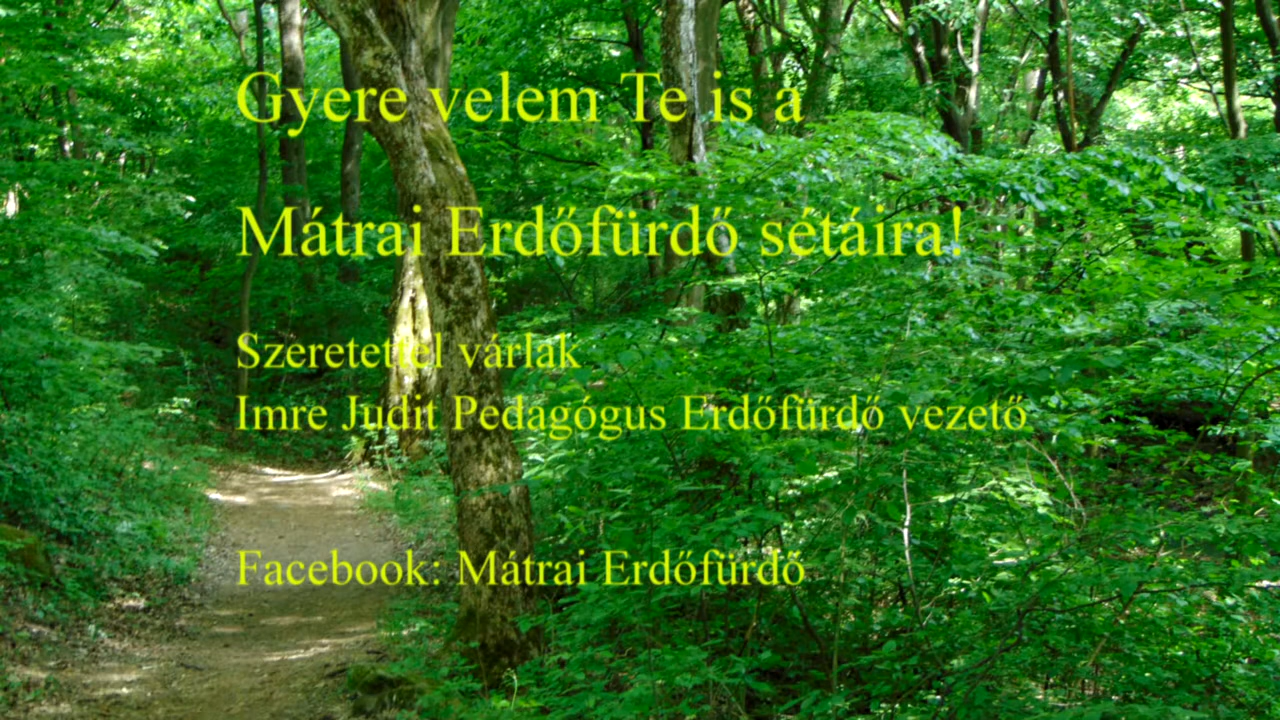 Gyere velem Te is a
Mátrai Erdőfürdő sétáira!
Szeretettel várlak
Imre Judit Pedagógus Erdőfürdő vezető
Facebook: Mátrai Erdőfürdő